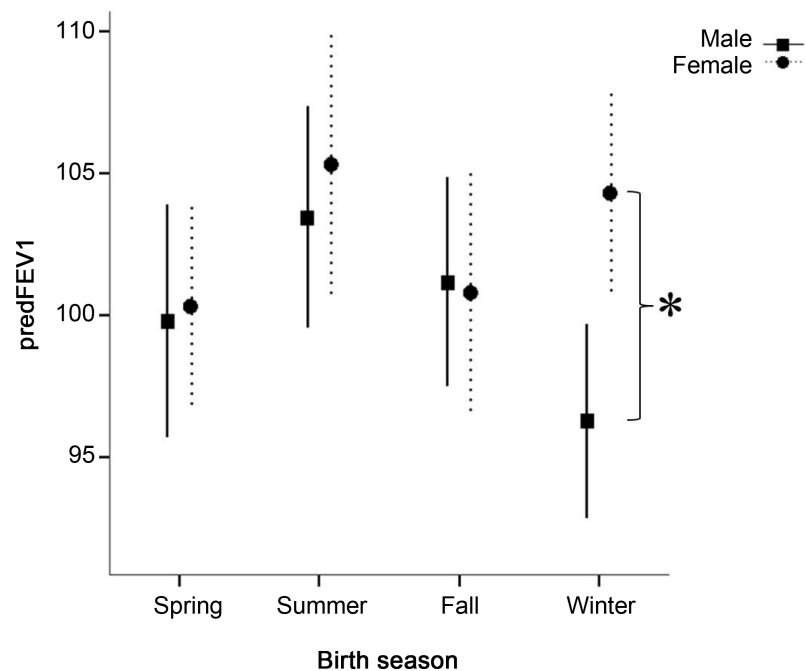 110
105
100
95
predFEV1
Male
Female
*
Spring Summer Fall Winter
Birth season